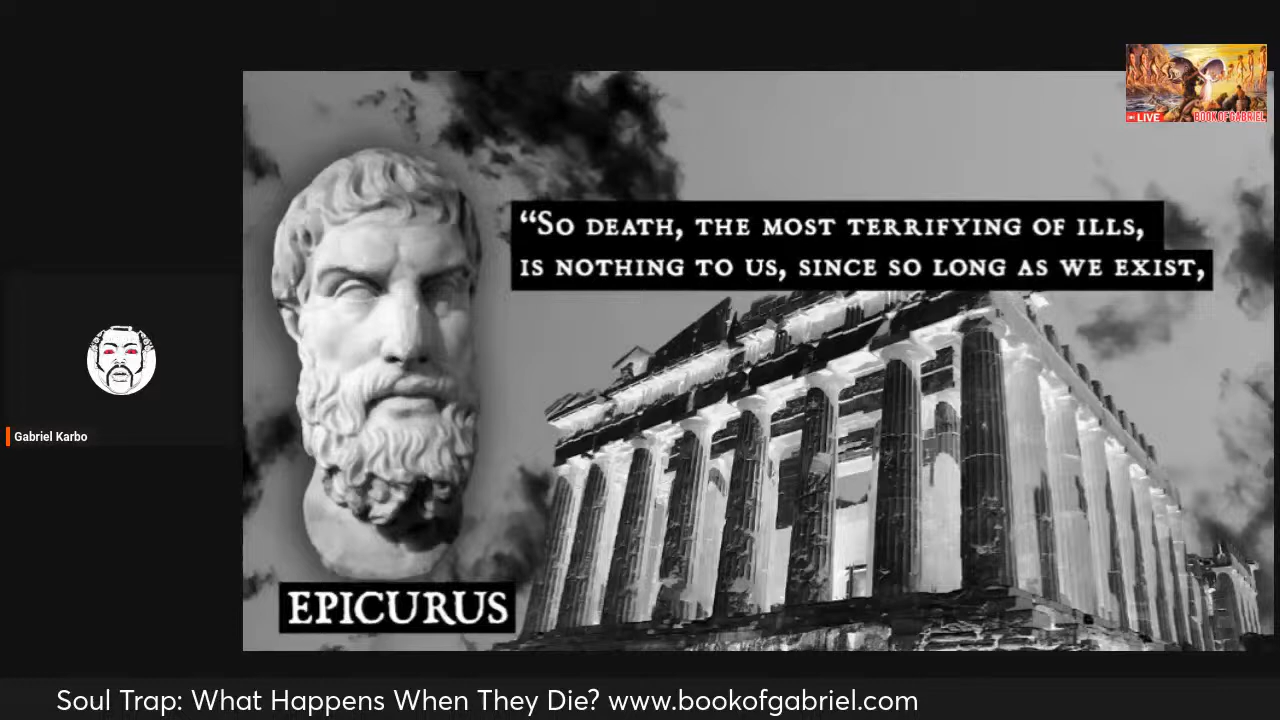 LIVE
BOOK OF GABRIEL
“So death, the most terrifying of ills,
is nothing to us, since so long as we exist,
Gabriel Karbo
EPICURUS
Soul Trap: What Happens When They Die? www.bookofgabriel.com